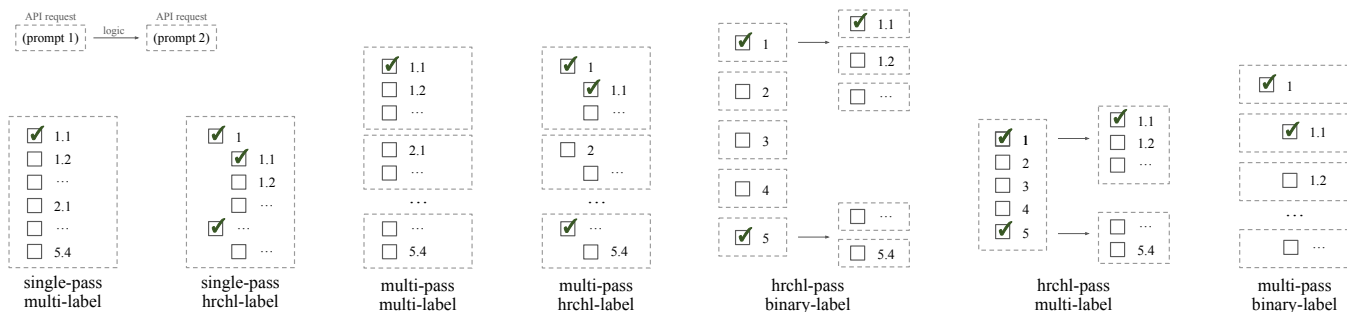 API request
(prompt 1)
logic
API request
(prompt 2)
1.1
1.2
...
2.1
...
5.4
single-pass
multi-label
1
1.1
1.2
...
...
...
single-pass
hrchl-label
1.1
1.2
...
2.1
...
...
...
5.4
multi-pass
multi-label
1
1.1
...
2
...
...
...
5.4
multi-pass
hrchl-label
1
2
3
4
5
1.1
1.2
...
...
5.4
hrchl-pass
binary-label
1
2
3
4
5
1.1
1.2
...
...
5.4
hrchl-pass
multi-label
1
1.1
1.2
...
...
multi-pass
binary-label